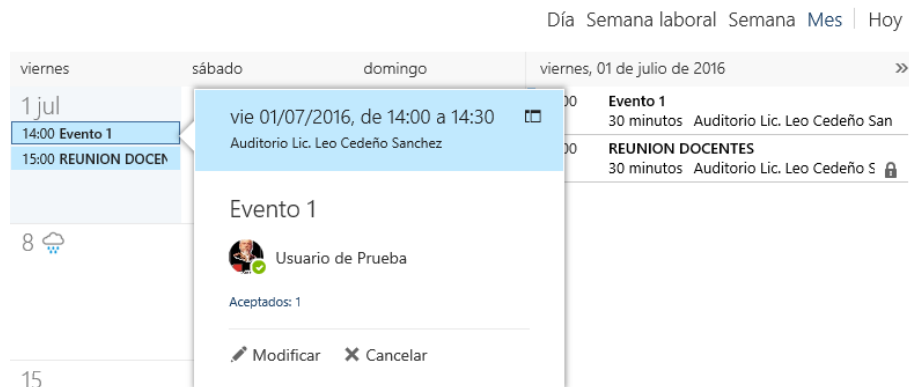 Día Semana laboral Semana Mes Hoy
viernes sábado domingo viernes, 01 de julio de 2016 »
1 jul
14:00 Evento 1
15:00 REUNION DOCEN
8
15
vie 01/07/2016, de 14:00 a 14:30
Auditorio Lic. Leo Cedeño Sanchez
Evento 1
Usuario de Prueba
Aceptados: 1
Modificar Cancelar
00 Evento 1
30 minutos Auditorio Lic. Leo Cedeño San
00 REUNION DOCENTES
30 minutos Auditorio Lic. Leo Cedeño S